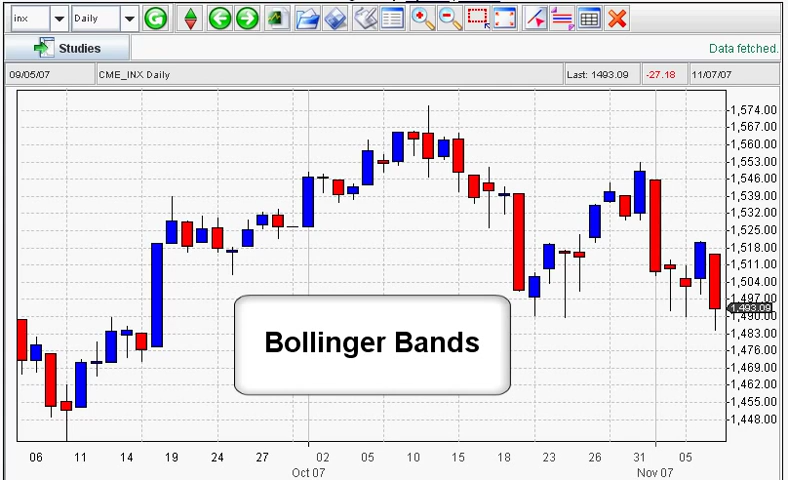 inx Daily
Studies
Data fetched.
09/05/07 CME_INX Daily Last: 1493.09 -27.18 11/07/07
1,574.00
1,567.00
1,560.00
1,553.00
1,546.00
1,539.00
1,532.00
1,525.00
1,518.00
1,511.00
1,504.00
1,497.00
1,493.09
1,490.00
1,483.00
1,476.00
1,469.00
1,462.00
1,455.00
1,448.00
Bollinger Bands
06 11 14 19 24 27 02 05 10 15 18 23 26 31 05
Oct 07 Nov 07